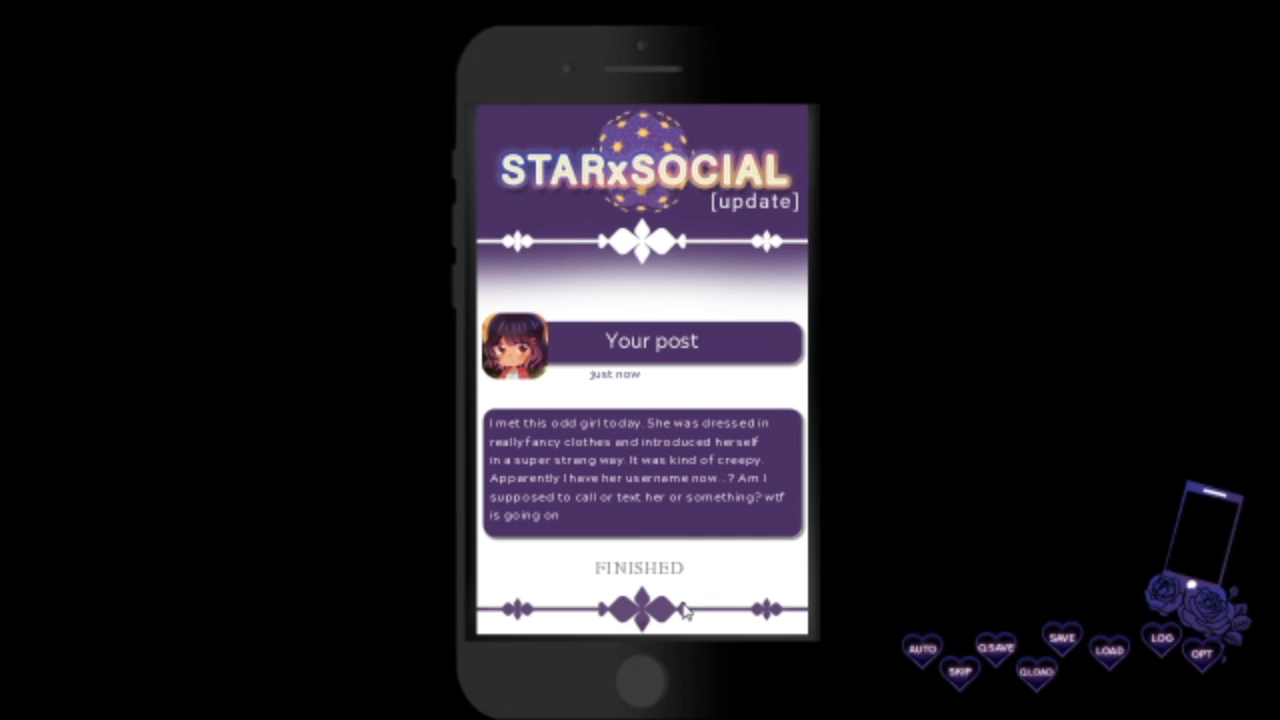 STARxSOCIAL
[update]
Your post
just now
I met this odd girl today. She was dressed in
really fancy clothes and introduced herself
in a super strang way. It was kind of creepy.
Apparently I have her username now...? Am I
supposed to call or text her or something? wtf
is going on
FINISHED
AUTO
SKIP
Q.SAVE
Q.LOAD
SAVE
LOAD
LOG
OPT